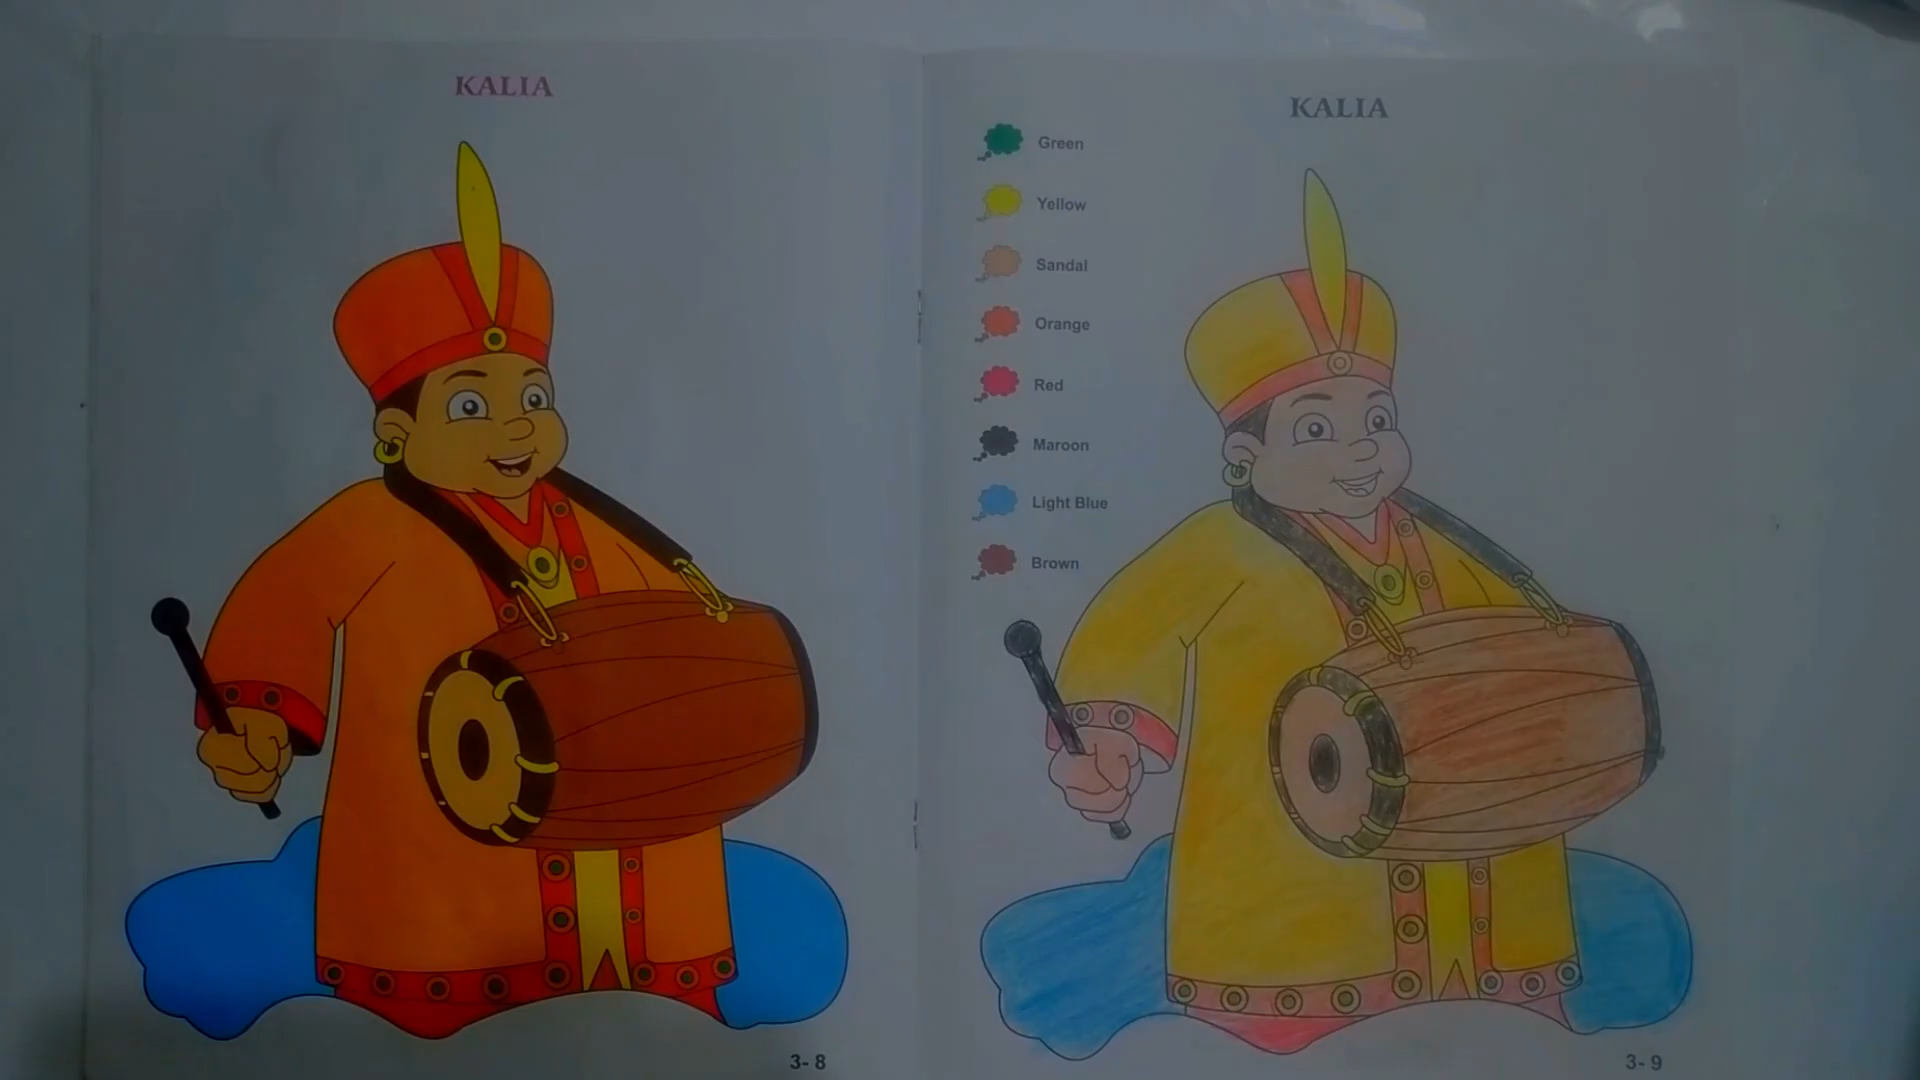 KALIA
3- 8
KALIA
Green
Yellow
Sandal
Orange
Red
Maroon
Light Blue
Brown
3- 9